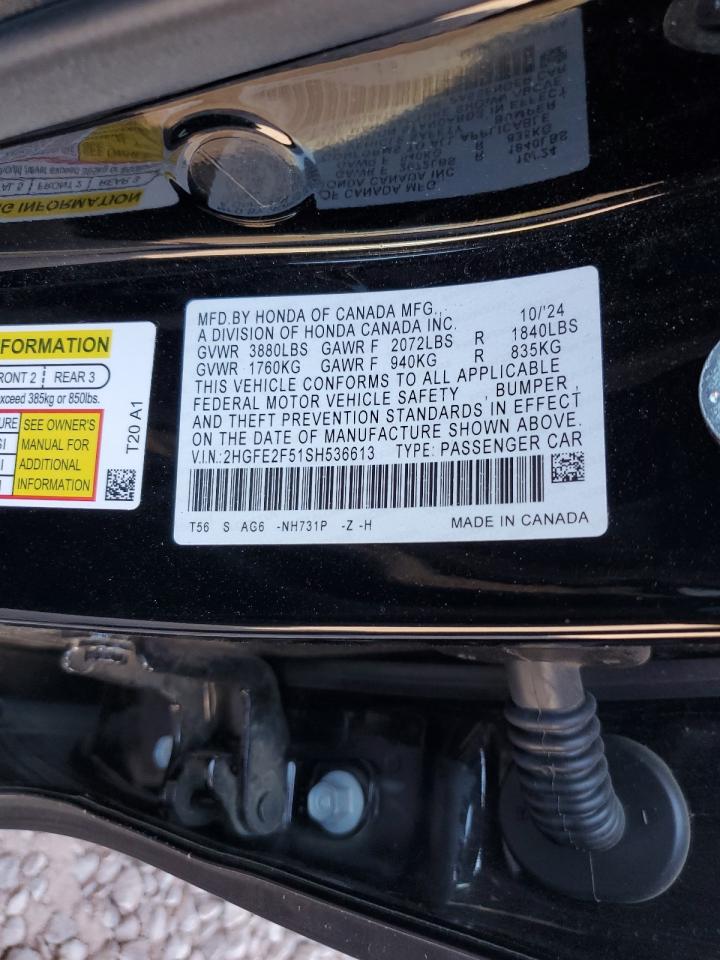 MFD.BY HONDA OF CANADA MFG., 10/'24
A DIVISION OF HONDA CANADA INC.
GVWR 3880LBS GAWR F 2072LBS R 1840LBS
GVWR 1760KG GAWR F 940KG R 835KG
THIS VEHICLE CONFORMS TO ALL APPLICABLE
FEDERAL MOTOR VEHICLE SAFETY , BUMPER ,
AND THEFT PREVENTION STANDARDS IN EFFECT
ON THE DATE OF MANUFACTURE SHOWN ABOVE.
V.I.N.:2HGFE2F51SH536613 TYPE: PASSENGER CAR
T56 S AG6 -NH731P -Z -H MADE IN CANADA
FORMATION
RONT 2 REAR 3
exceed 385kg or 850lbs.
URE SEE OWNER'S
MANUAL FOR
ADDITIONAL
INFORMATION
T20 A1